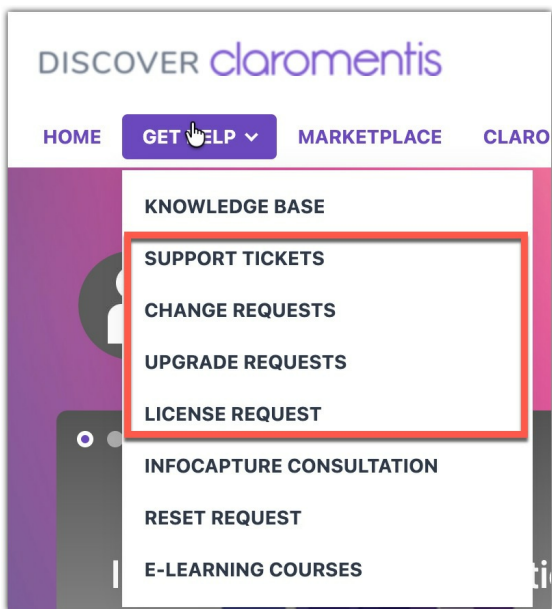 DISCOVER claromentis
HOME GET HELP MARKETPLACE CLARO
KNOWLEDGE BASE
SUPPORT TICKETS
CHANGE REQUESTS
UPGRADE REQUESTS
LICENSE REQUEST
INFOCAPTURE CONSULTATION
RESET REQUEST
E-LEARNING COURSES